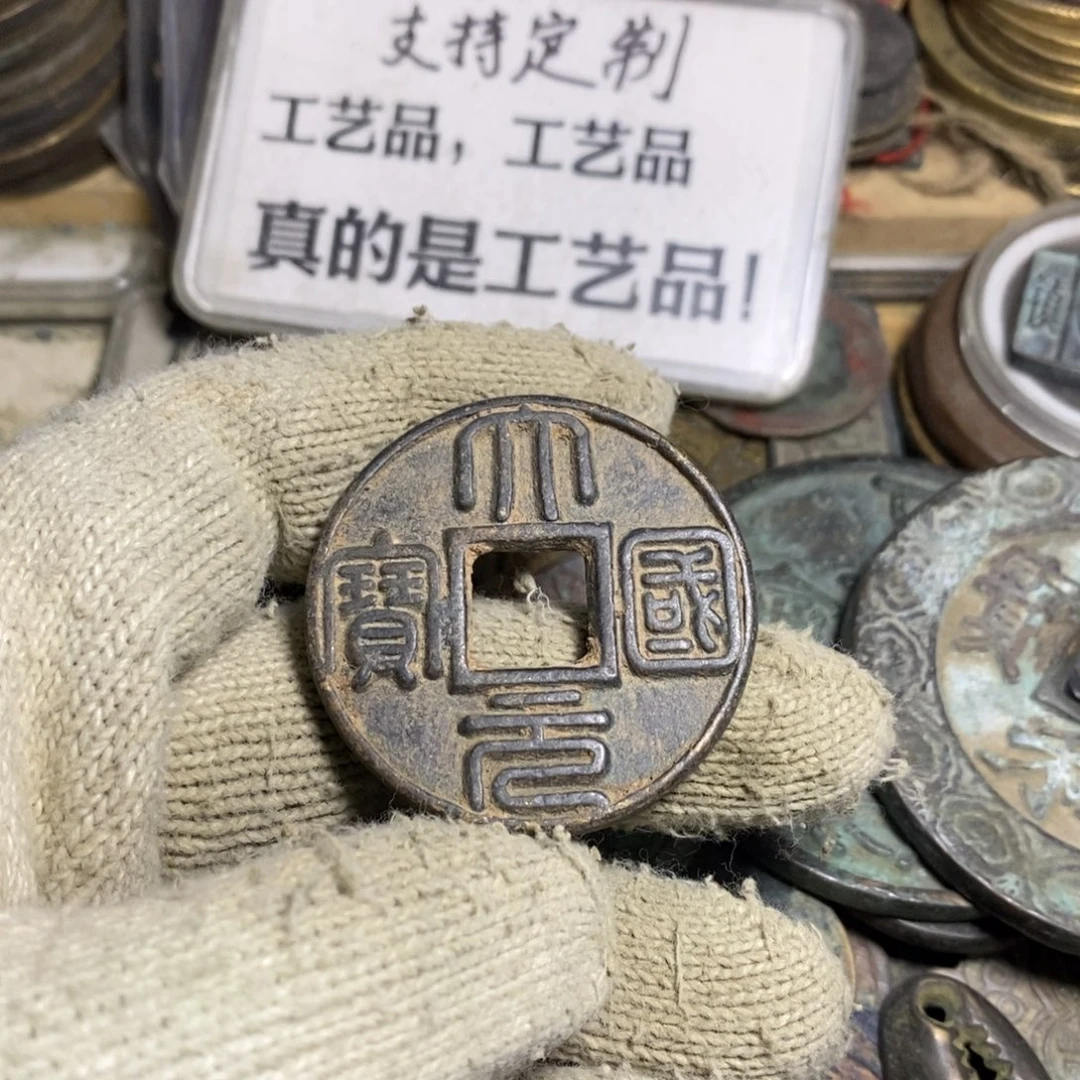 支持定制
工艺品，工艺品
真的是工艺品！
大元國寶